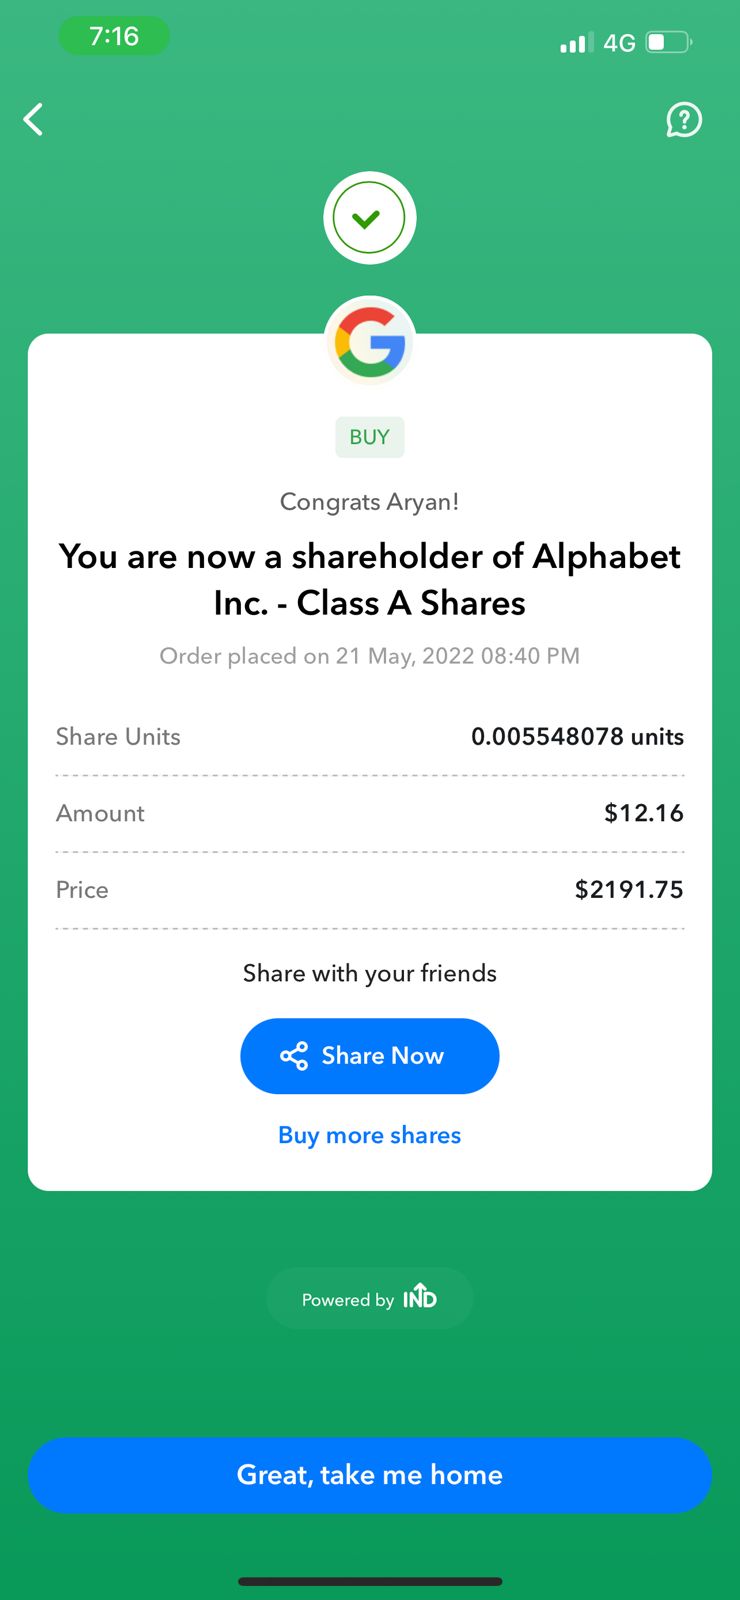 7:16
4G
BUY
Congrats Aryan!
You are now a shareholder of Alphabet
Inc. - Class A Shares
Order placed on 21 May, 2022 08:40 PM
Share Units 0.005548078 units
Amount $12.16
Price $2191.75
Share with your friends
Share Now
Buy more shares
Powered by IND
Great, take me home